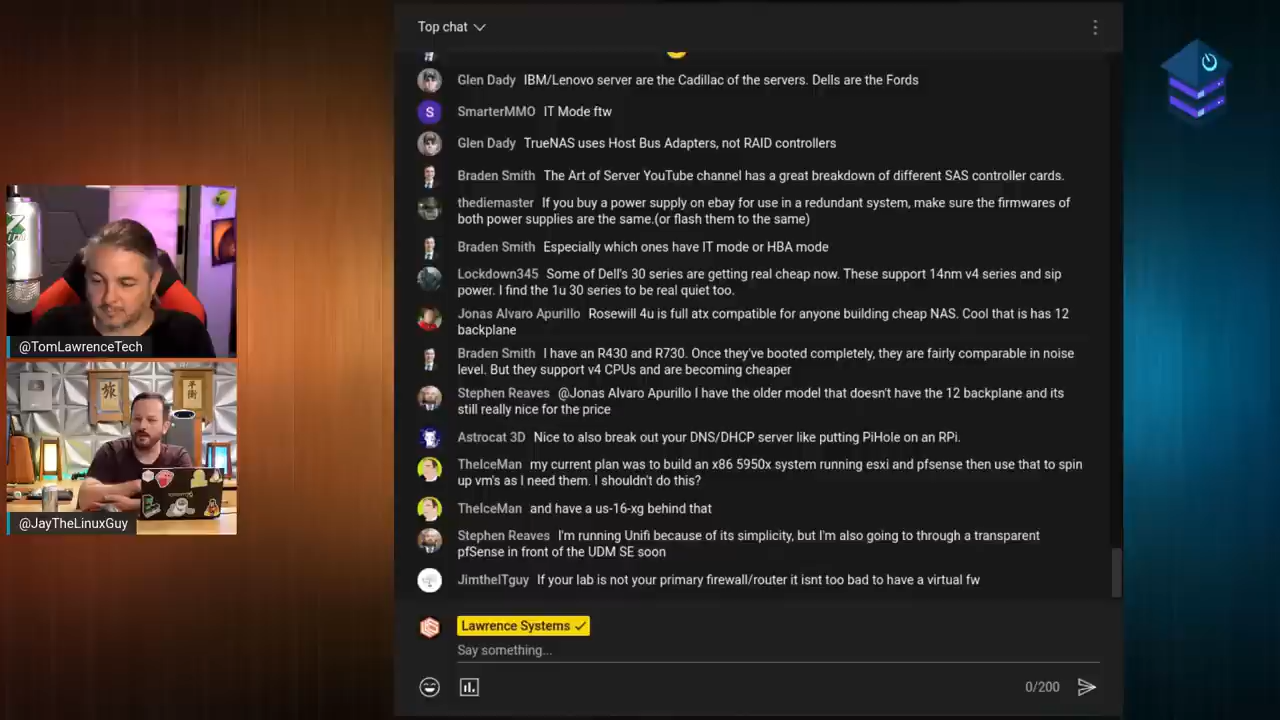 Top chat
Glen Dady IBM/Lenovo server are the Cadillac of the servers. Dells are the Fords
S
SmarterMMO IT Mode ftw
Glen Dady TrueNAS uses Host Bus Adapters, not RAID controllers
Braden Smith The Art of Server YouTube channel has a great breakdown of different SAS controller cards.
thediemaster If you buy a power supply on ebay for use in a redundant system, make sure the firmwares of
both power supplies are the same.(or flash them to the same)
Braden Smith Especially which ones have IT mode or HBA mode
Lockdown345 Some of Dell's 30 series are getting real cheap now. These support 14nm v4 series and sip
power. I find the 1u 30 series to be real quiet too.
Jonas Alvaro Apurillo Rosewill 4u is full atx compatible for anyone building cheap NAS. Cool that is has 12
backplane
Braden Smith I have an R430 and R730. Once they've booted completely, they are fairly comparable in noise
level. But they support v4 CPUs and are becoming cheaper
Stephen Reaves @Jonas Alvaro Apurillo I have the older model that doesn't have the 12 backplane and its
still really nice for the price
Astrocat 3D Nice to also break out your DNS/DHCP server like putting PiHole on an RPi.
TheIceMan my current plan was to build an x86 5950x system running esxi and pfsense then use that to spin
up vm's as I need them. I shouldn't do this?
TheIceMan and have a us-16-xg behind that
Stephen Reaves I'm running Unifi because of its simplicity, but I'm also going to through a transparent
pfSense in front of the UDM SE soon
JimtheITguy If your lab is not your primary firewall/router it isnt too bad to have a virtual fw
Lawrence Systems
Say something...
0/200
@TomLawrenceTech
旅
@JayTheLinuxGuy